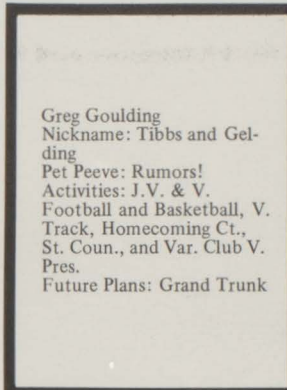 Greg Goulding
Nickname: Tibbs and Gel-
ding
Pet Peeve: Rumors!
Activities: J.V. & V.
Football and Basketball, V.
Track, Homecoming Ct.,
St. Coun., and Var. Club V.
Pres.
Future Plans: Grand Trunk